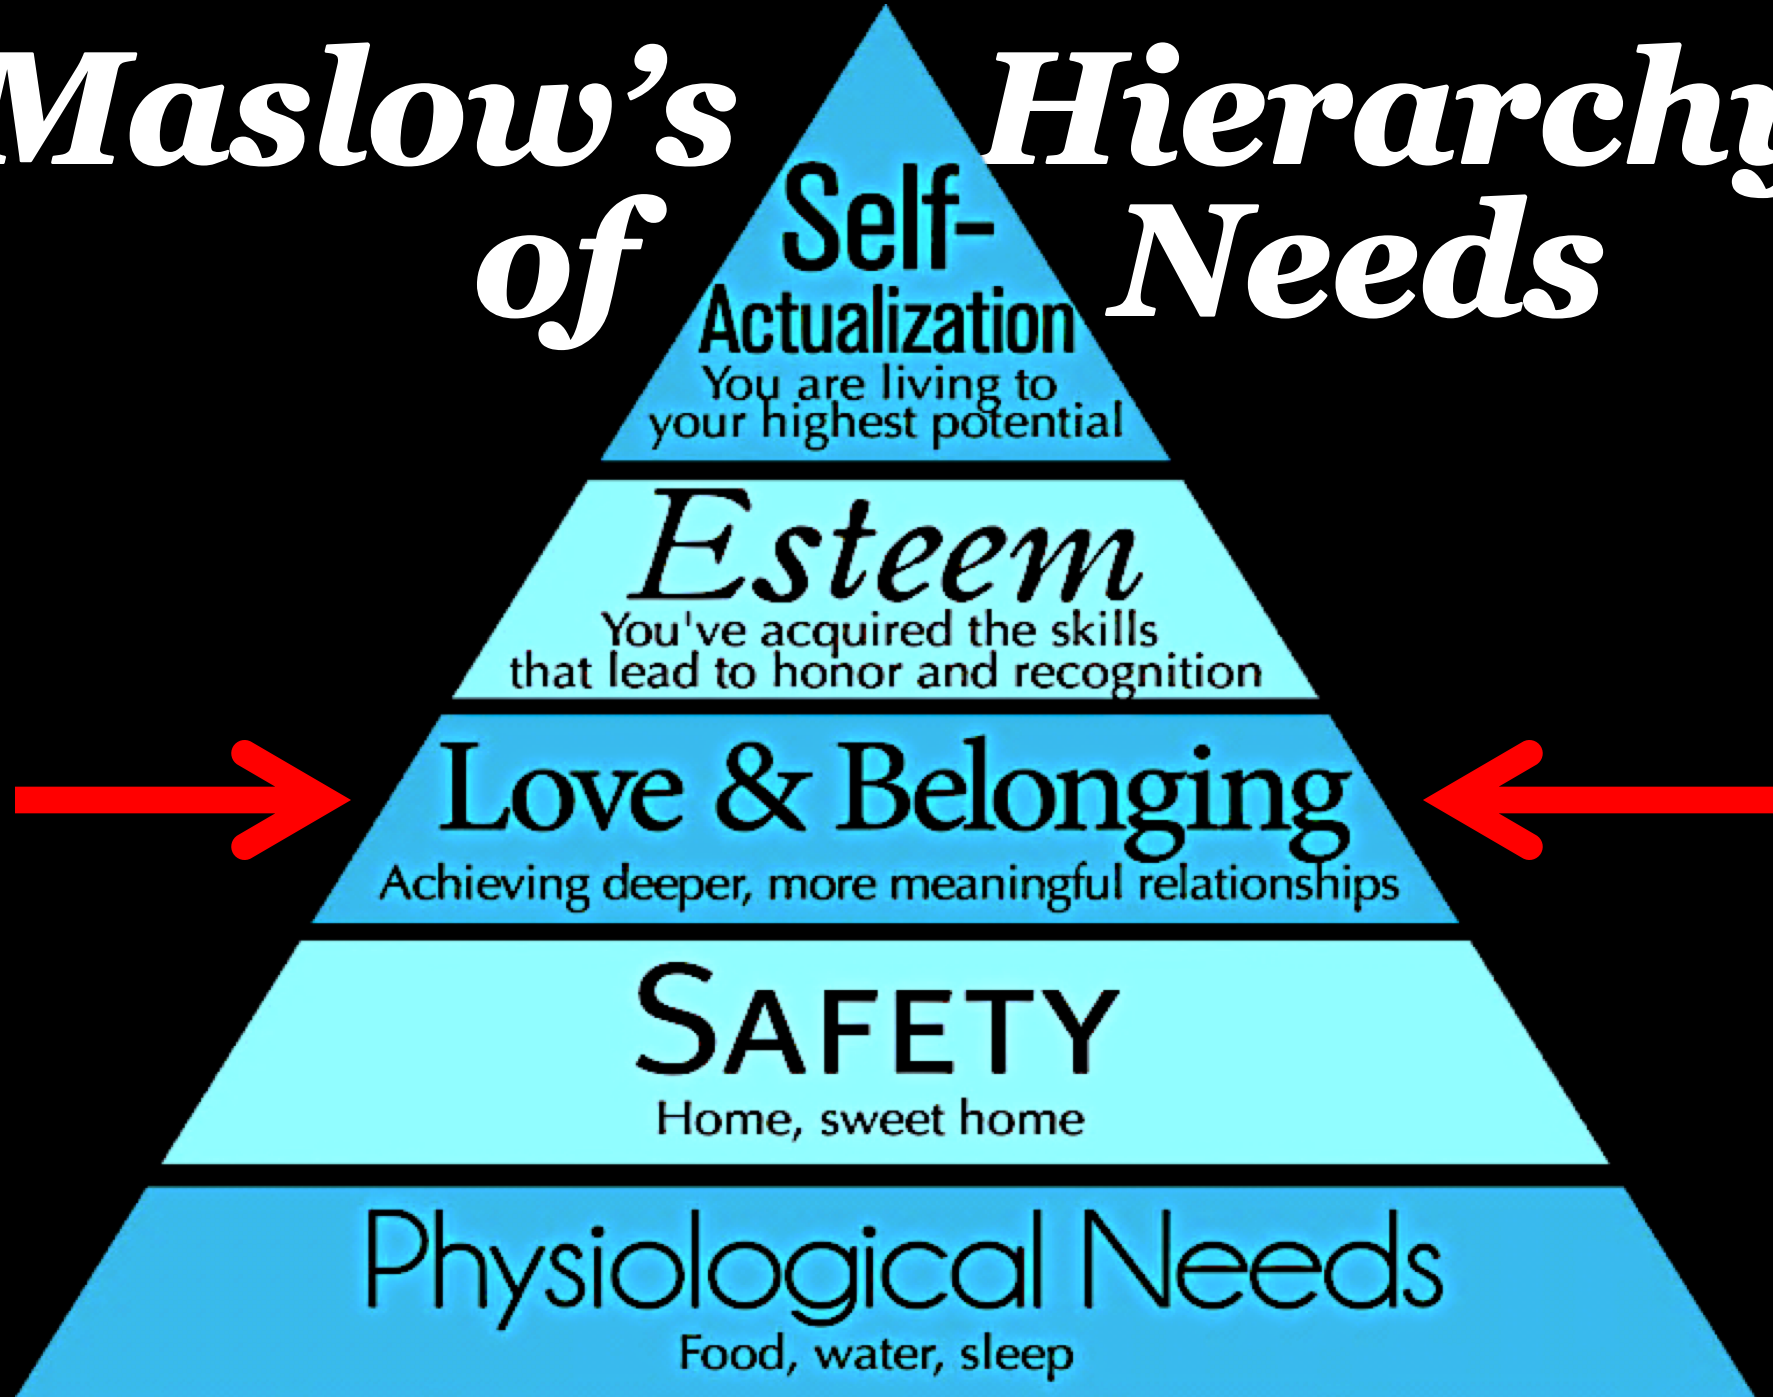 Maslow's Hierarchy
of Needs
Self-
Actualization
You are living to
your highest potential
Esteem
You've acquired the skills
that lead to honor and recognition
Love & Belonging
Achieving deeper, more meaningful relationships
SAFETY
Home, sweet home
Physiological Needs
Food, water, sleep